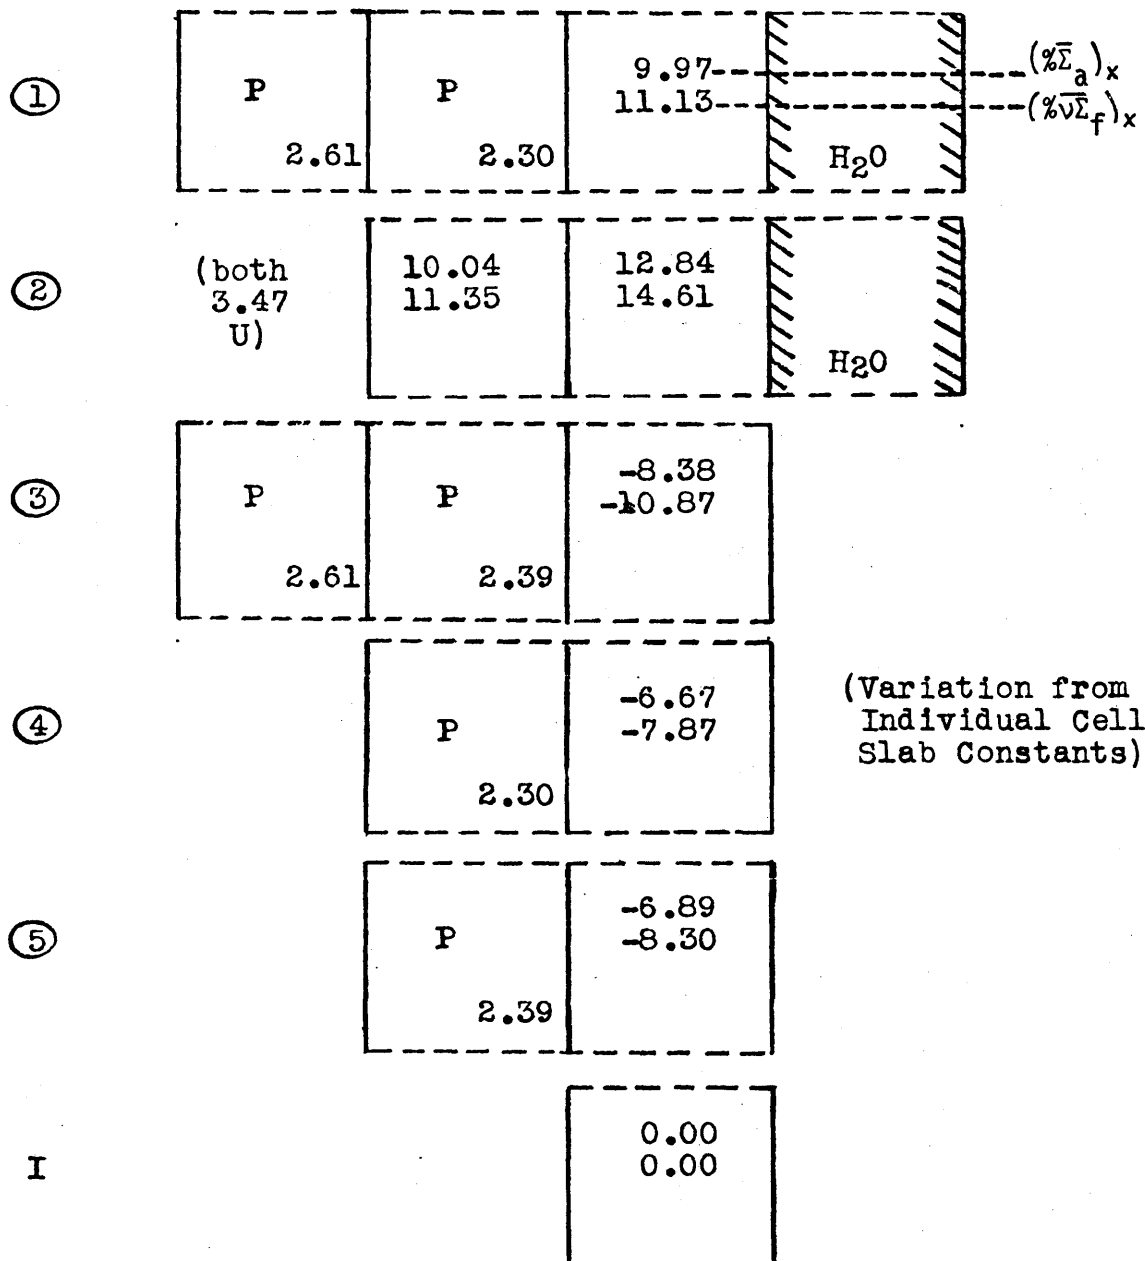 ① P P 9.97 (%Σ̅a)x
11.13 (%ν̅Σ̅f)x
2.61 2.30 H2O
② (both 10.04 12.84
3.47 11.35 14.61
U)
H2O
③ P P -8.38
-10.87
2.61 2.39
④ P -6.67
-7.87
2.30
(Variation from
Individual Cell
Slab Constants)
⑤ P -6.89
-8.30
2.39
I 0.00
0.00